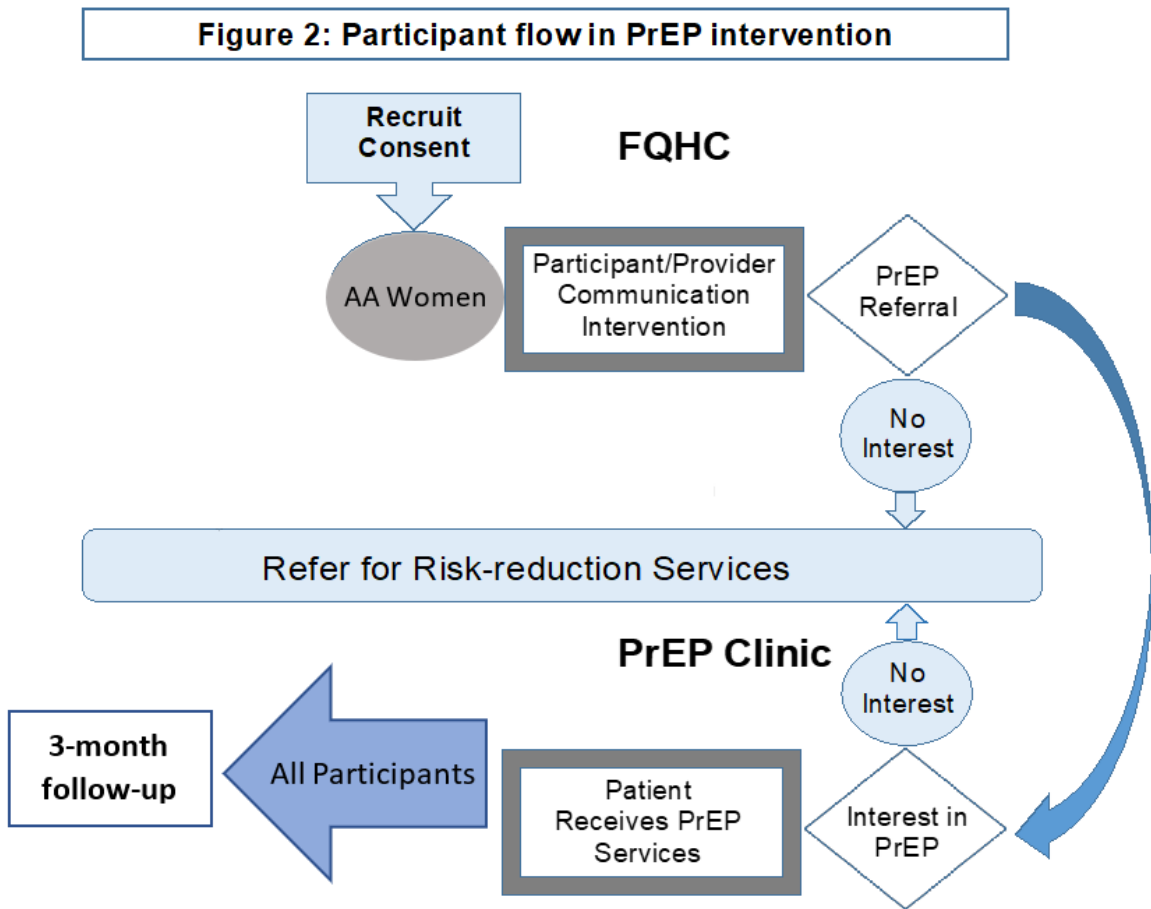 Figure 2: Participant flow in PrEP intervention
Recruit
Consent
FQHC
AA Women
Participant/Provider
Communication
Intervention
PrEP
Referral
No
Interest
Refer for Risk-reduction Services
PrEP Clinic
No
Interest
3-month
follow-up
All Participants
Patient
Receives PrEP
Services
Interest in
PrEP